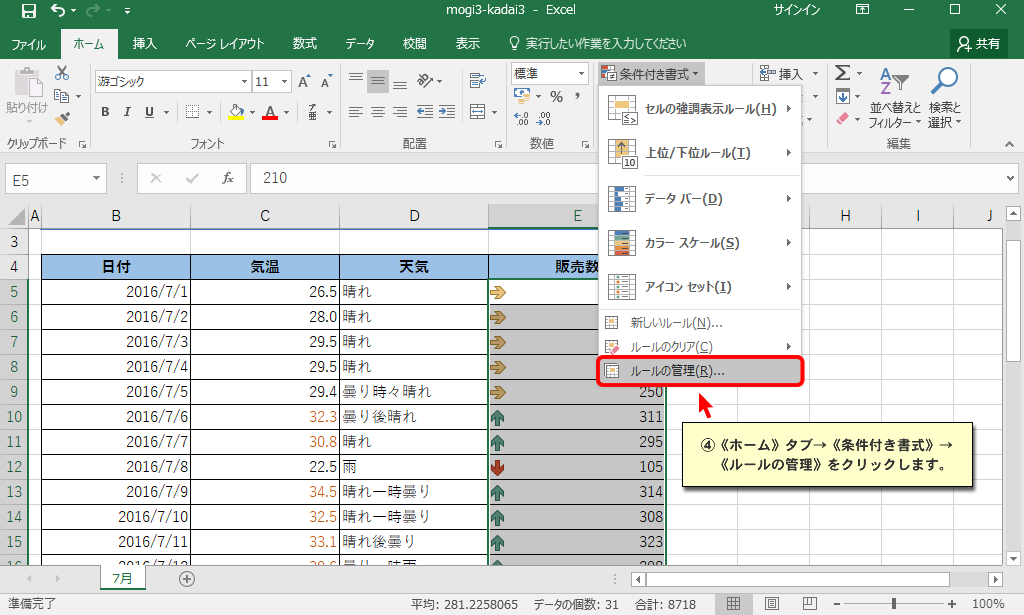 mogi3-kadai3 - Excel
サインイン
ファイル
ホーム
挿入
ページ レイアウト
数式
データ
校閲
表示
実行したい作業を入力してください
共有
貼り付け
クリップボード
游ゴシック
11
A A
B I U
A
フォント
配置
標準
%
,
数値
条件付き書式
挿入
Σ
並べ替えと
フィルター
検索と
選択
編集
セルの強調表示ルール(H)
上位/下位ルール(T)
データ バー(D)
カラー スケール(S)
アイコン セット(I)
新しいルール(N)...
ルールのクリア(C)
ルールの管理(R)...
E5
fx
210
A B C D E H I J
3
4 日付 気温 天気 販売数
5 2016/7/1 26.5 晴れ
6 2016/7/2 28.0 晴れ
7 2016/7/3 29.5 晴れ
8 2016/7/4 29.5 晴れ
9 2016/7/5 29.4 曇り時々晴れ 250
10 2016/7/6 32.3 曇り後晴れ 311
11 2016/7/7 30.8 晴れ 295
12 2016/7/8 22.5 雨 105
13 2016/7/9 34.5 晴れ一時曇り 314
14 2016/7/10 32.5 晴れ一時曇り 308
15 2016/7/11 33.1 晴れ後曇り 323
④《ホーム》タブ→《条件付き書式》→
《ルールの管理》をクリックします。
7月
準備完了
平均: 281.2258065 データの個数: 31 合計: 8718
100%